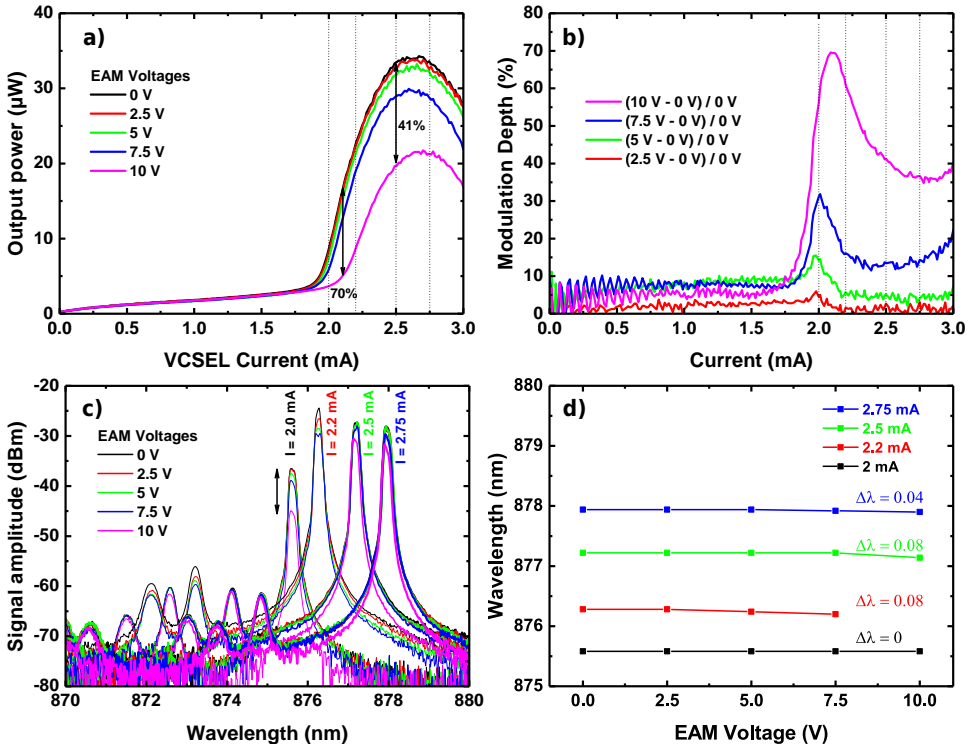 a)
EAM Voltages
0 V
2.5 V
5 V
7.5 V
10 V
41%
70%
Output power (µW)
0
10
20
30
40
0.0
0.5
1.0
1.5
2.0
2.5
3.0
VCSEL Current (mA)
b)
(10 V - 0 V) / 0 V
(7.5 V - 0 V) / 0 V
(5 V - 0 V) / 0 V
(2.5 V - 0 V) / 0 V
Modulation Depth (%)
0
10
20
30
40
50
60
70
80
0.0
0.5
1.0
1.5
2.0
2.5
3.0
Current (mA)
c)
EAM Voltages
0 V
2.5 V
5 V
7.5 V
10 V
I = 2.0 mA
I = 2.2 mA
I = 2.5 mA
I = 2.75 mA
Signal amplitude (dBm)
-20
-30
-40
-50
-60
-70
-80
870
872
874
876
878
880
Wavelength (nm)
d)
2.75 mA
2.5 mA
2.2 mA
2 mA
Δλ = 0.04
Δλ = 0.08
Δλ = 0.08
Δλ = 0
Wavelength (nm)
880
879
878
877
876
875
0.0
2.5
5.0
7.5
10.0
EAM Voltage (V)